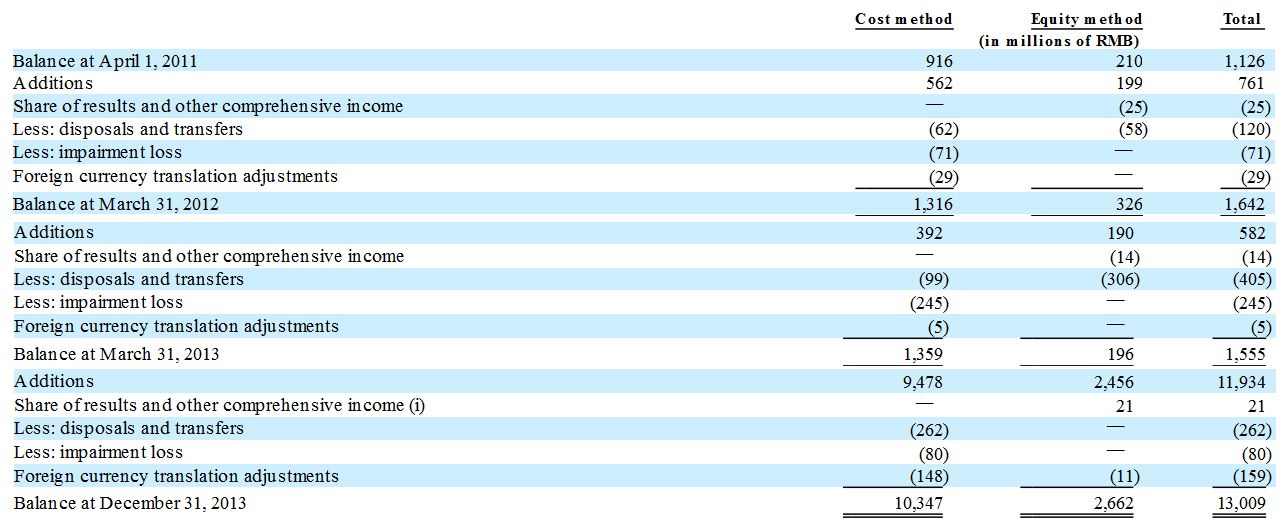 Cost method Equity method Total
(in millions of RMB)
Balance at April 1, 2011 916 210 1,126
Additions 562 199 761
Share of results and other comprehensive income — (25) (25)
Less: disposals and transfers (62) (58) (120)
Less: impairment loss (71) — (71)
Foreign currency translation adjustments (29) — (29)
Balance at March 31, 2012 1,316 326 1,642
Additions 392 190 582
Share of results and other comprehensive income — (14) (14)
Less: disposals and transfers (99) (306) (405)
Less: impairment loss (245) — (245)
Foreign currency translation adjustments (5) — (5)
Balance at March 31, 2013 1,359 196 1,555
Additions 9,478 2,456 11,934
Share of results and other comprehensive income (i) — 21 21
Less: disposals and transfers (262) — (262)
Less: impairment loss (80) — (80)
Foreign currency translation adjustments (148) (11) (159)
Balance at December 31, 2013 10,347 2,662 13,009